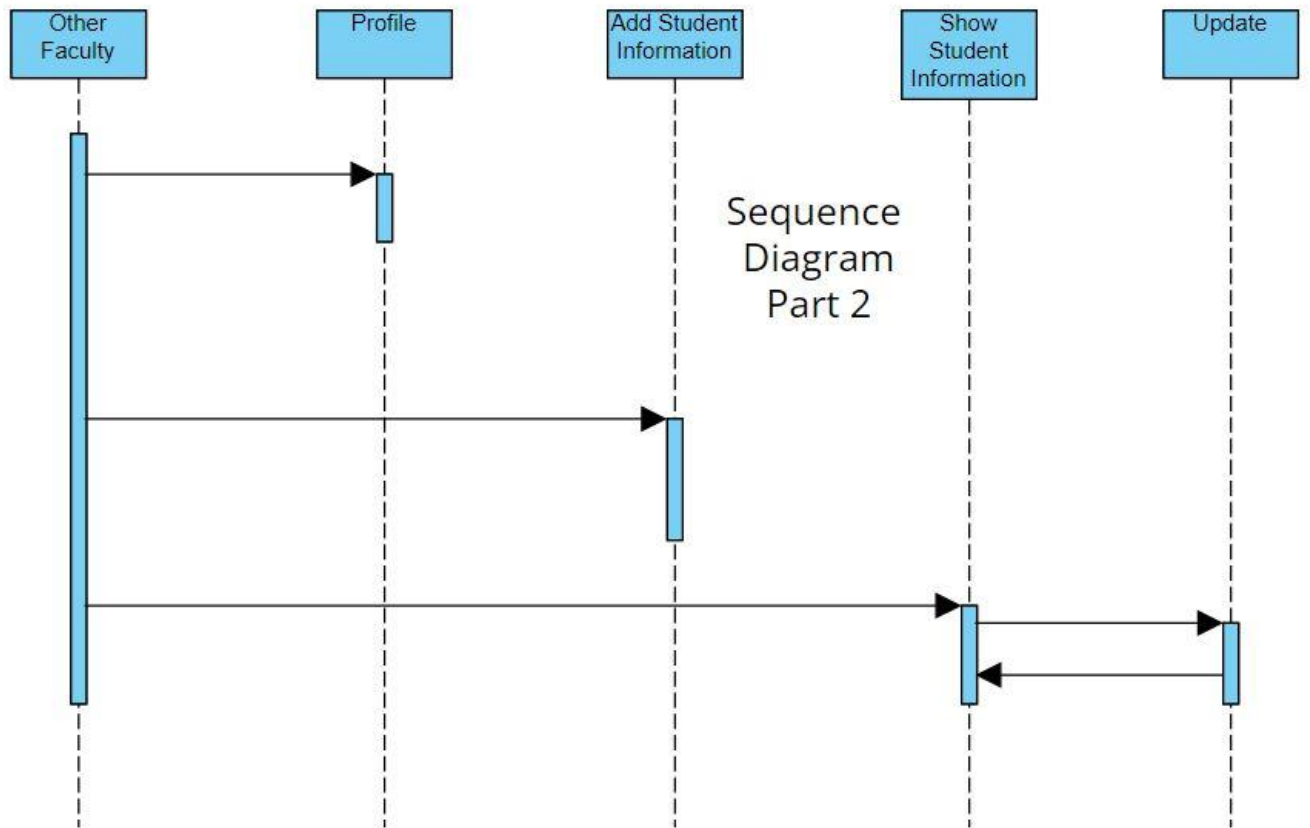 Other
Faculty
Profile
Add Student
Information
Show
Student
Information
Update
Sequence
Diagram
Part 2